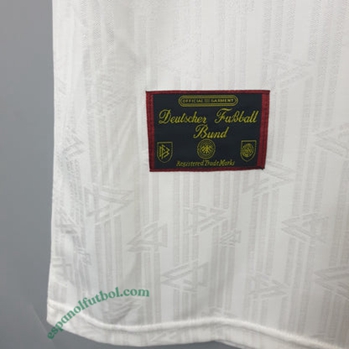 OFFICIAL GARMENT
Deutscher Fußball
Bund
Registered Trade Marks
espanolfutbol.com